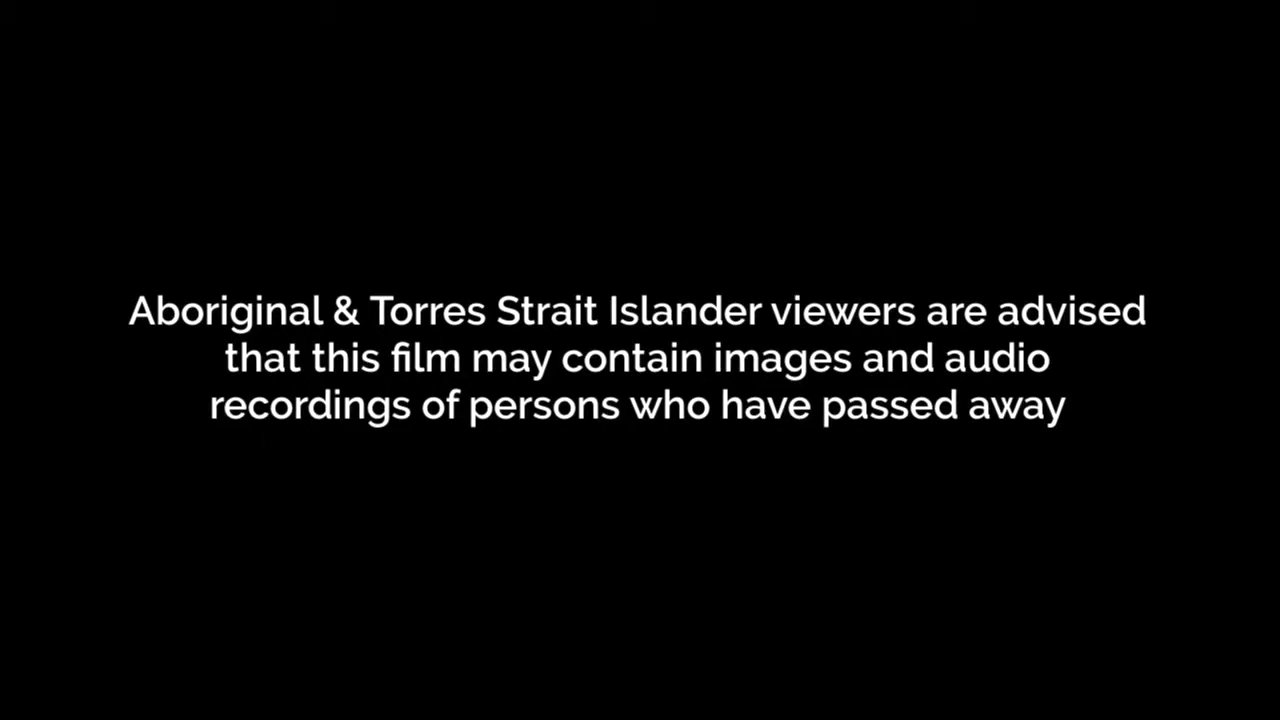 Aboriginal & Torres Strait Islander viewers are advised
that this film may contain images and audio
recordings of persons who have passed away